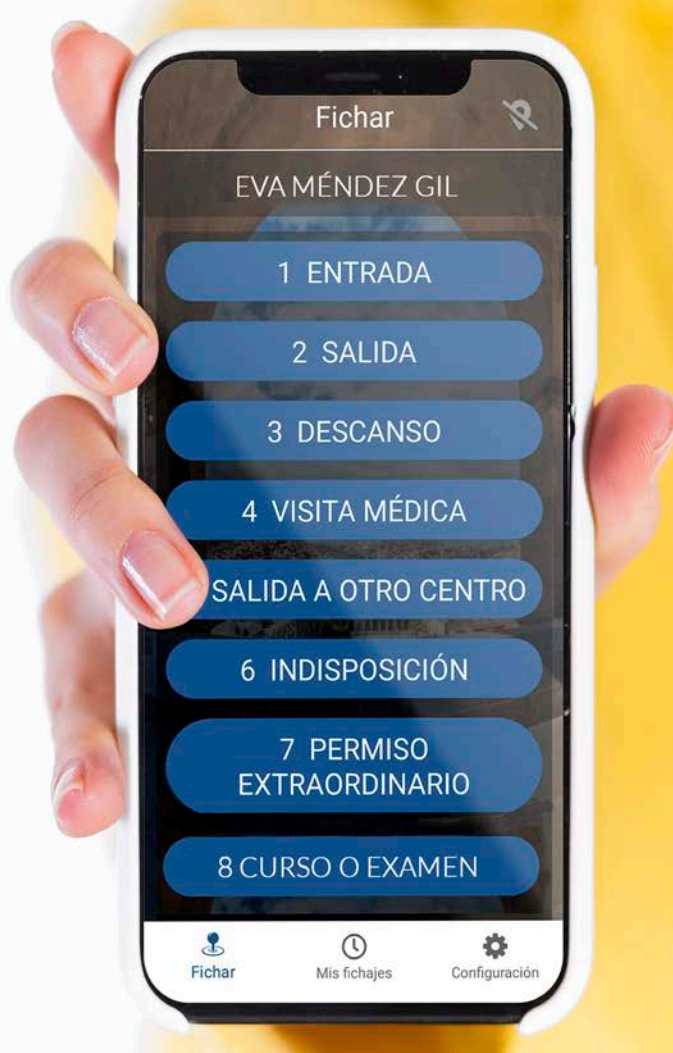 Fichar
EVA MÉNDEZ GIL
1 ENTRADA
2 SALIDA
3 DESCANSO
4 VISITA MÉDICA
SALIDA A OTRO CENTRO
6 INDISPOSICIÓN
7 PERMISO
EXTRAORDINARIO
8 CURSO O EXAMEN
Fichar
Mis fichajes
Configuración